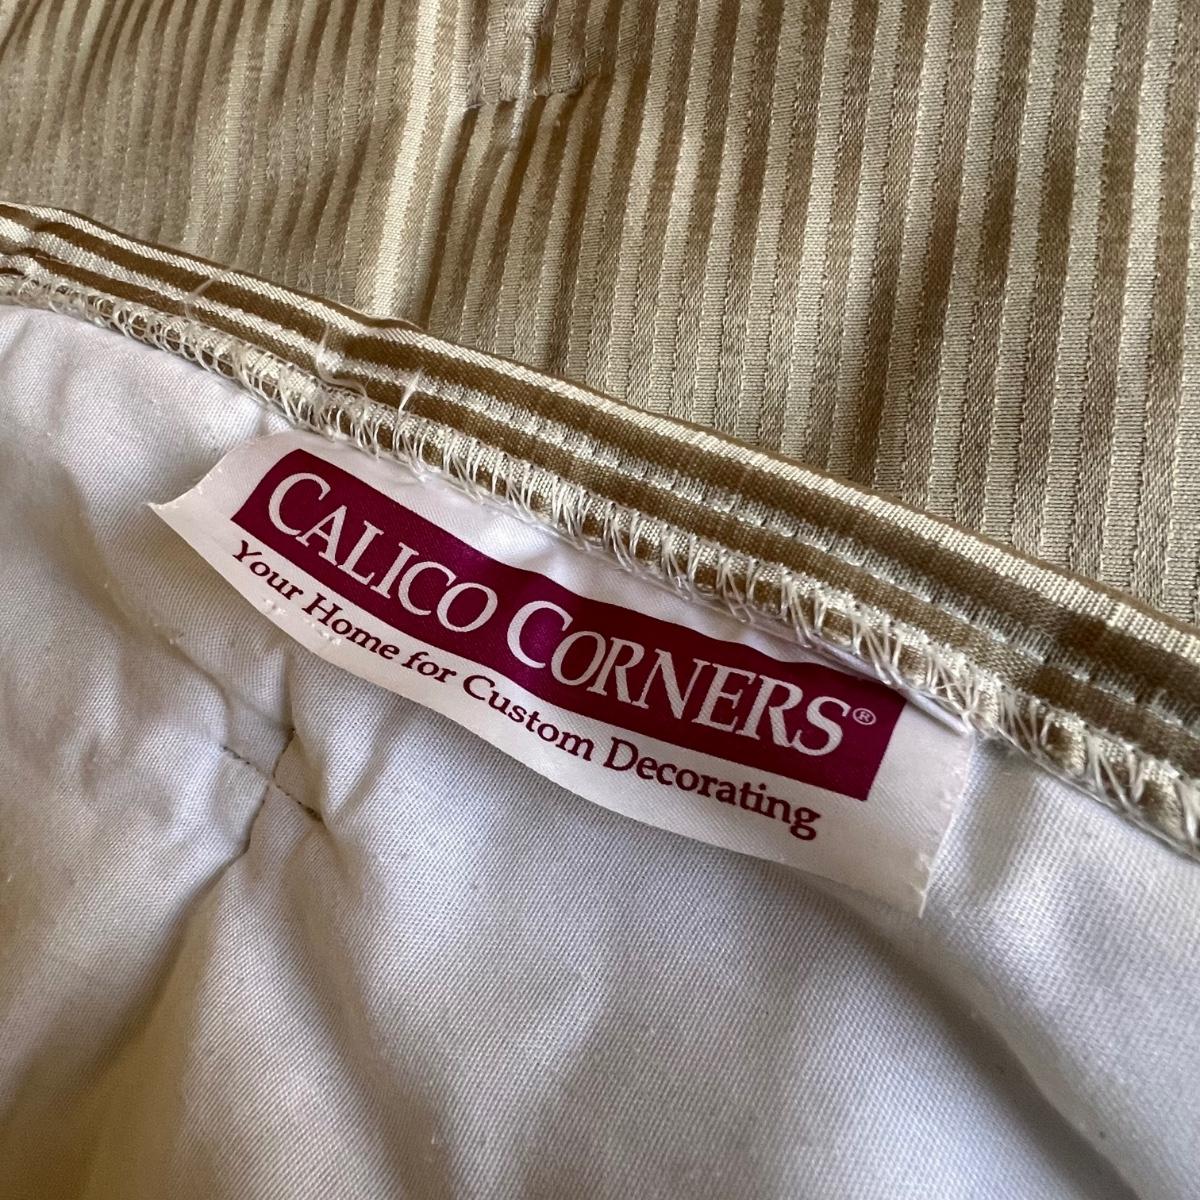 CALICO CORNERS®
Your Home for Custom Decorating